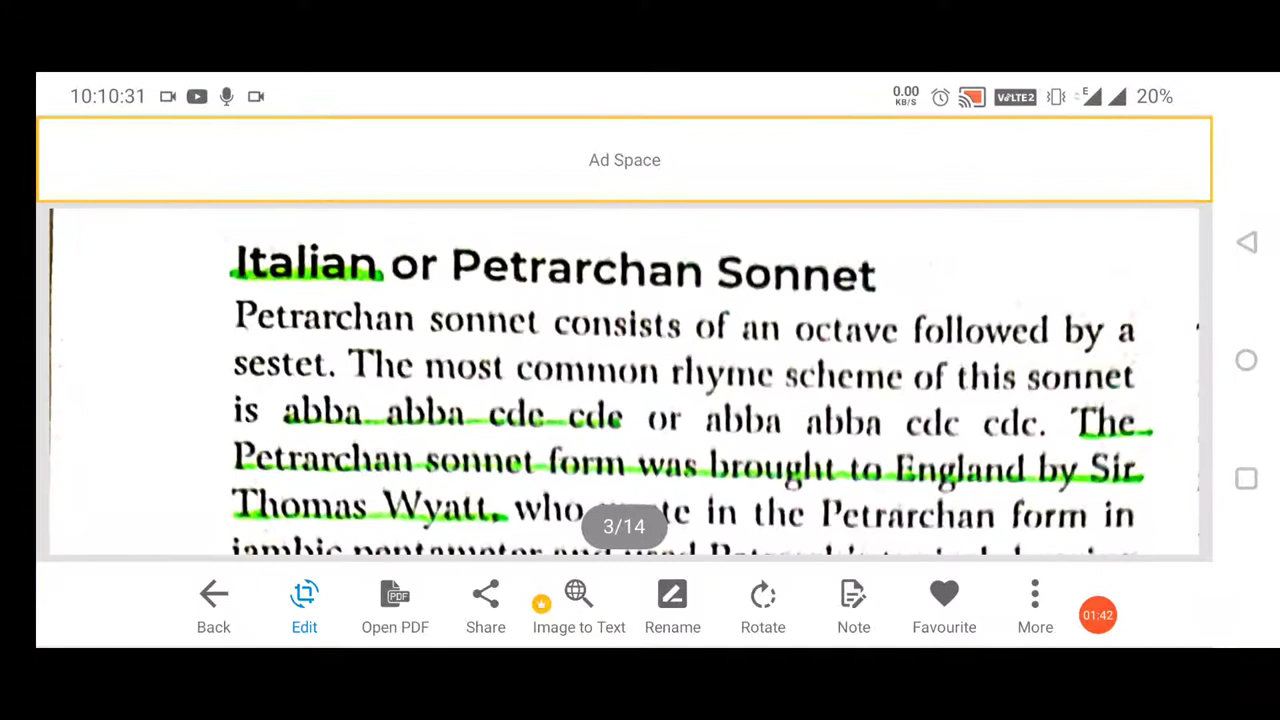 10:10:31 0.00 KB/S VoLTE2 E 20%
Ad Space
Italian or Petrarchan Sonnet
Petrarchan sonnet consists of an octave followed by a
sestet. The most common rhyme scheme of this sonnet
is abba abba cdc cdc or abba abba cdc cdc. The
Petrarchan sonnet form was brought to England by Sir
Thomas Wyatt, who in the Petrarchan form in
3/14
Back Edit Open PDF Share Image to Text Rename Rotate Note Favourite More 01:42
PDF